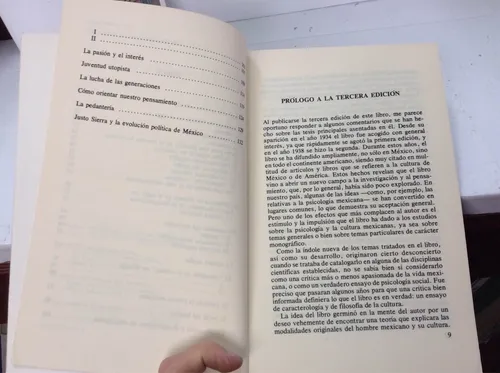 I
II
La pasión y el interés
Juventud utopista
La lucha de las generaciones
Cómo orientar nuestro pensamiento
La pedantería
Justo Sierra y la evolución política de México
PROLOGO A LA TERCERA EDICION
Al publicarse la tercera edición de este libro, me parece
oportuno responder a algunos comentarios que se han he-
cho sobre las tesis principales asentadas en él. Desde su
aparición en el año 1934 el libro fue acogido con general
interés, ya que rápidamente se agotó la primera edición, y
en el año 1938 se hizo la segunda. Durante estos años, el
libro se ha difundido ampliamente, no sólo en México, sino
en todo el continente americano, siendo muy citado en mul-
titud de artículos y libros que se refieren a la cultura de
México o de América. Estos hechos revelan que el libro
vino a abrir un nuevo campo a la investigación y al pensa-
miento, que, por lo general, había sido poco explorado. En
nuestro país, algunas de las ideas —como, por ejemplo, las
relativas a la psicología mexicana— se han convertido en
lugares comunes, lo que demuestra su aceptación general.
Pero uno de los efectos que más complacen al autor es el
estímulo y la impulsión que el libro ha dado a los estudios
sobre la psicología y la cultura mexicanas, ya sea sobre
temas generales o bien sobre temas particulares de carácter
monográfico.
Como la índole nueva de los temas tratados en el libro,
así como su desarrollo, originaron cierto desconcierto
cuando se trataba de catalogarlo en alguna de las disciplinas
científicas establecidas, no se sabía bien si considerarlo
como una crítica más o menos apasionada de la vida mexi-
cana, o como un verdadero ensayo de psicología social. Fue
preciso que pasaran algunos años para que una crítica bien
informada definiera lo que el libro es en verdad: un ensayo
de caracterología y de filosofía de la cultura.
La idea del libro germinó en la mente del autor por un
deseo vehemente de encontrar una teoría que explicara las
modalidades originales del hombre mexicano y su cultura.
9